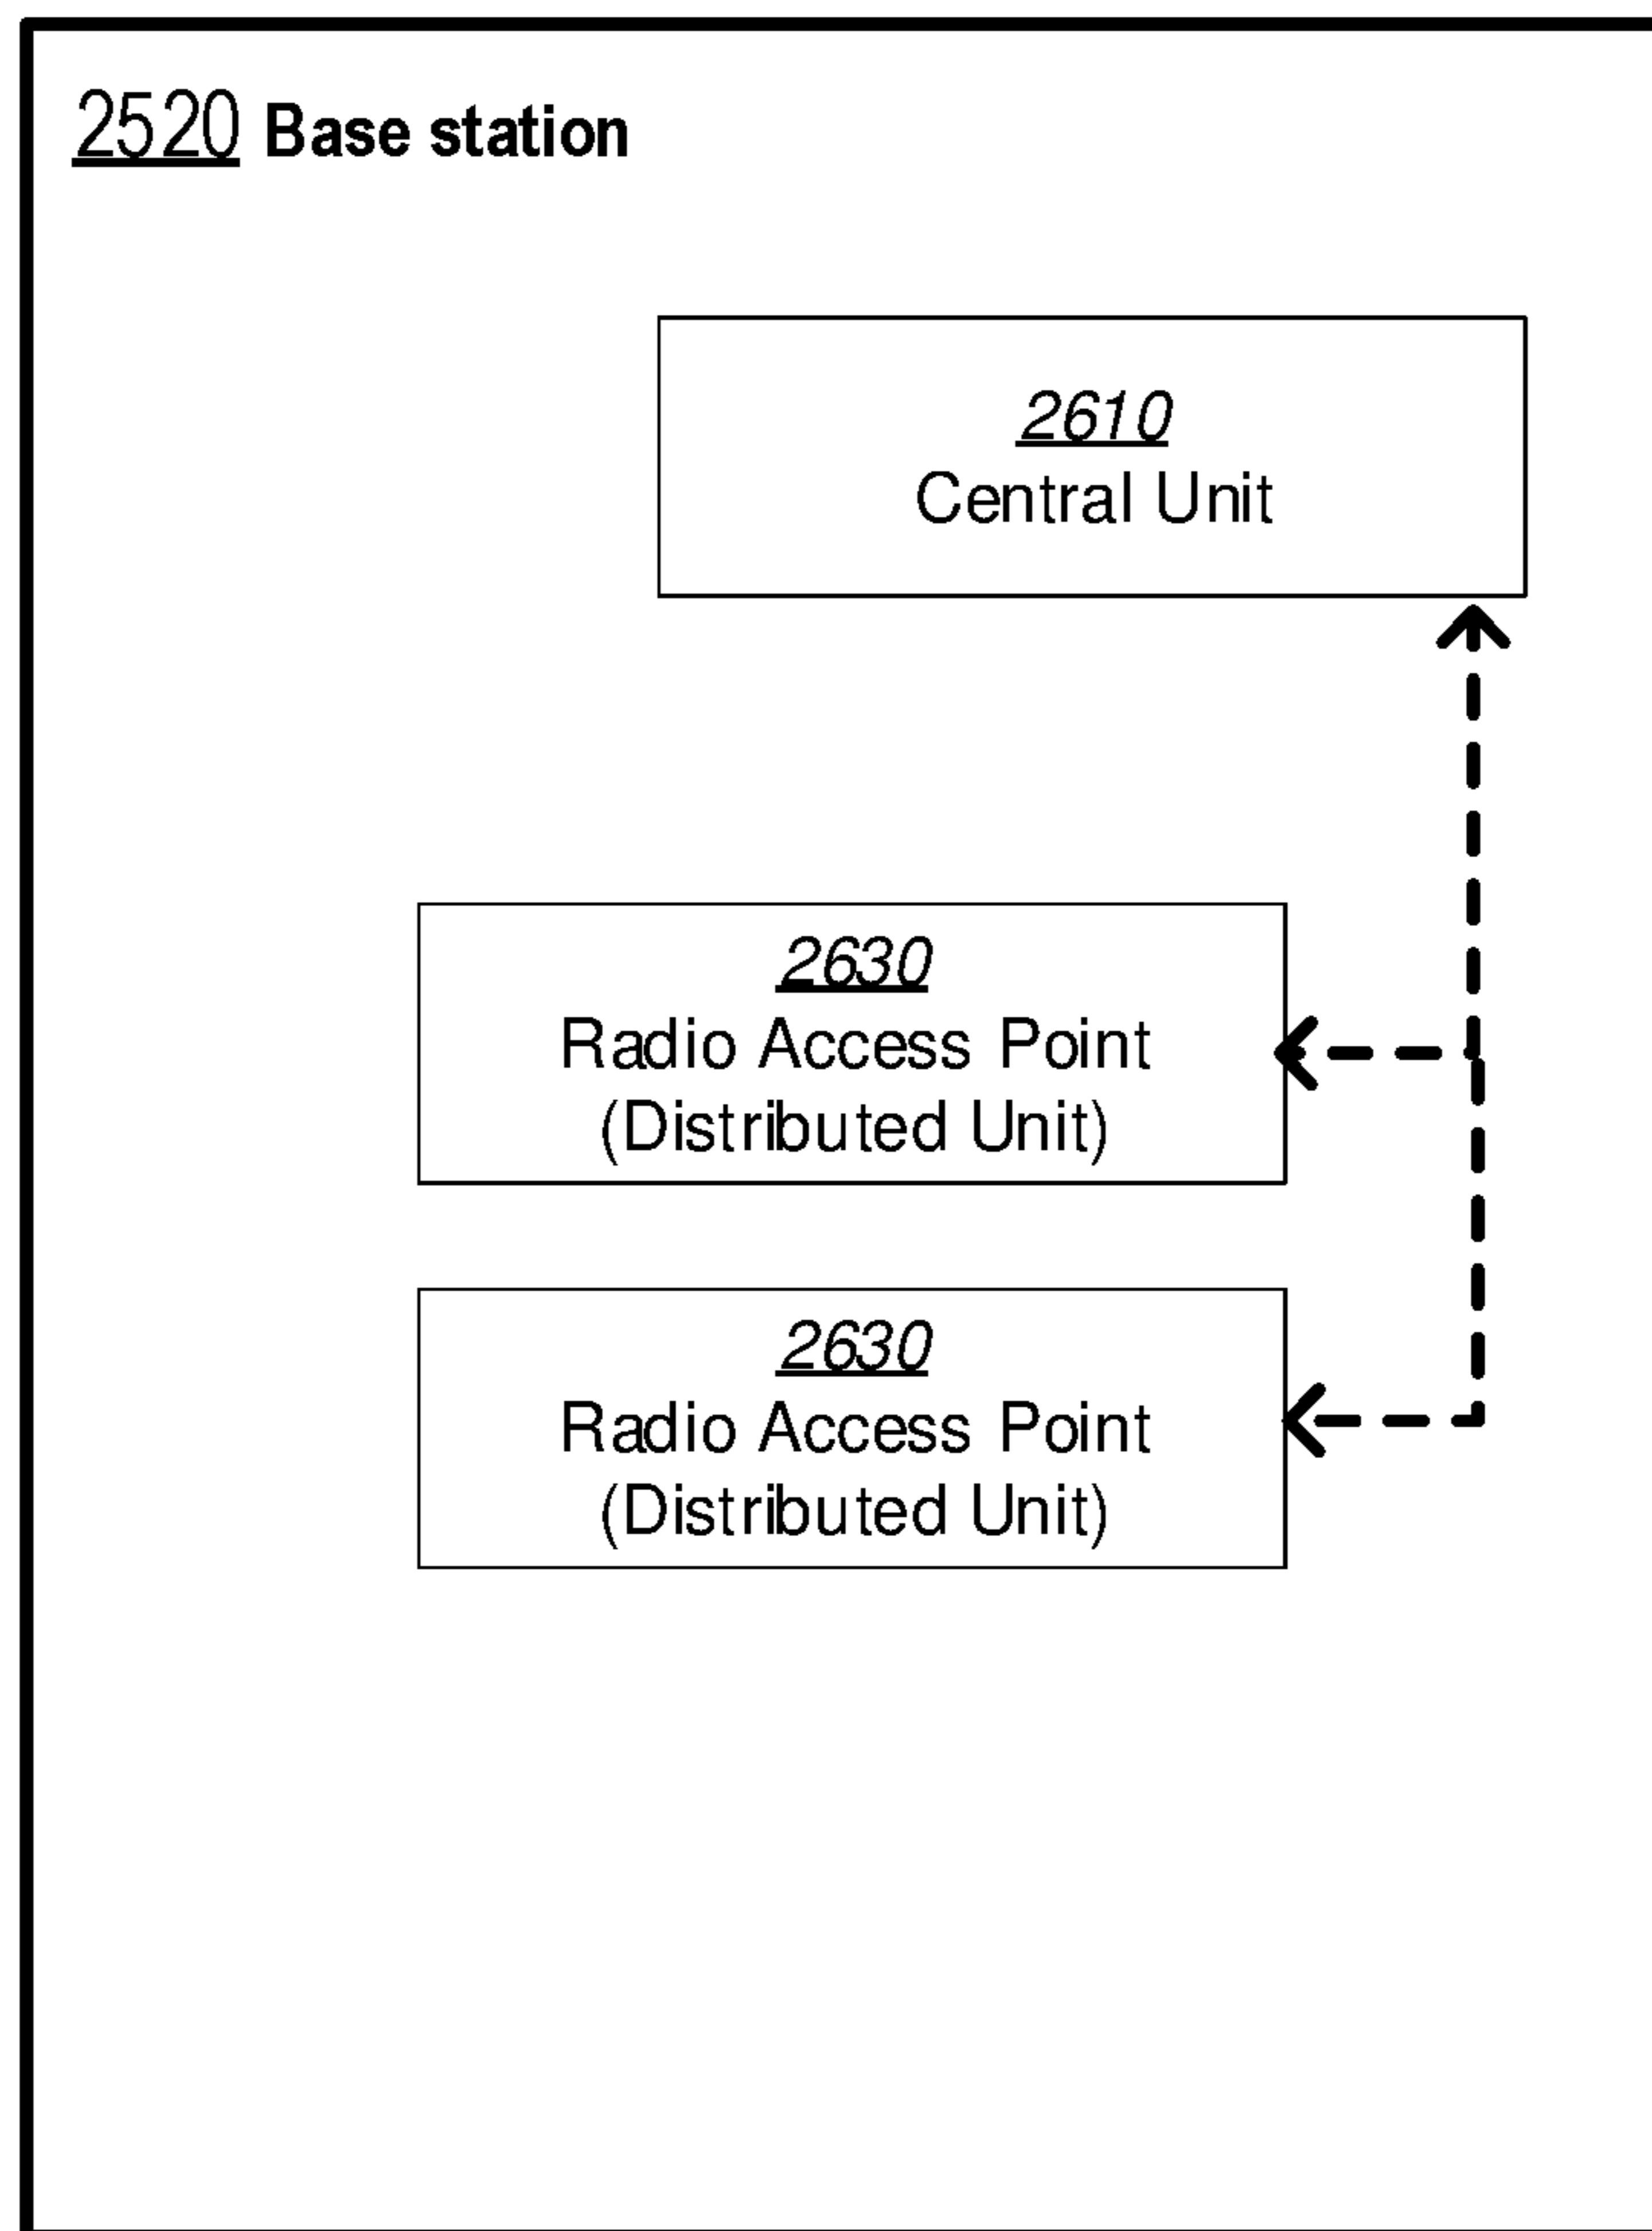 2520 Base station
2610
Central Unit
2630
Radio Access Point
(Distributed Unit)
2630
Radio Access Point
(Distributed Unit)